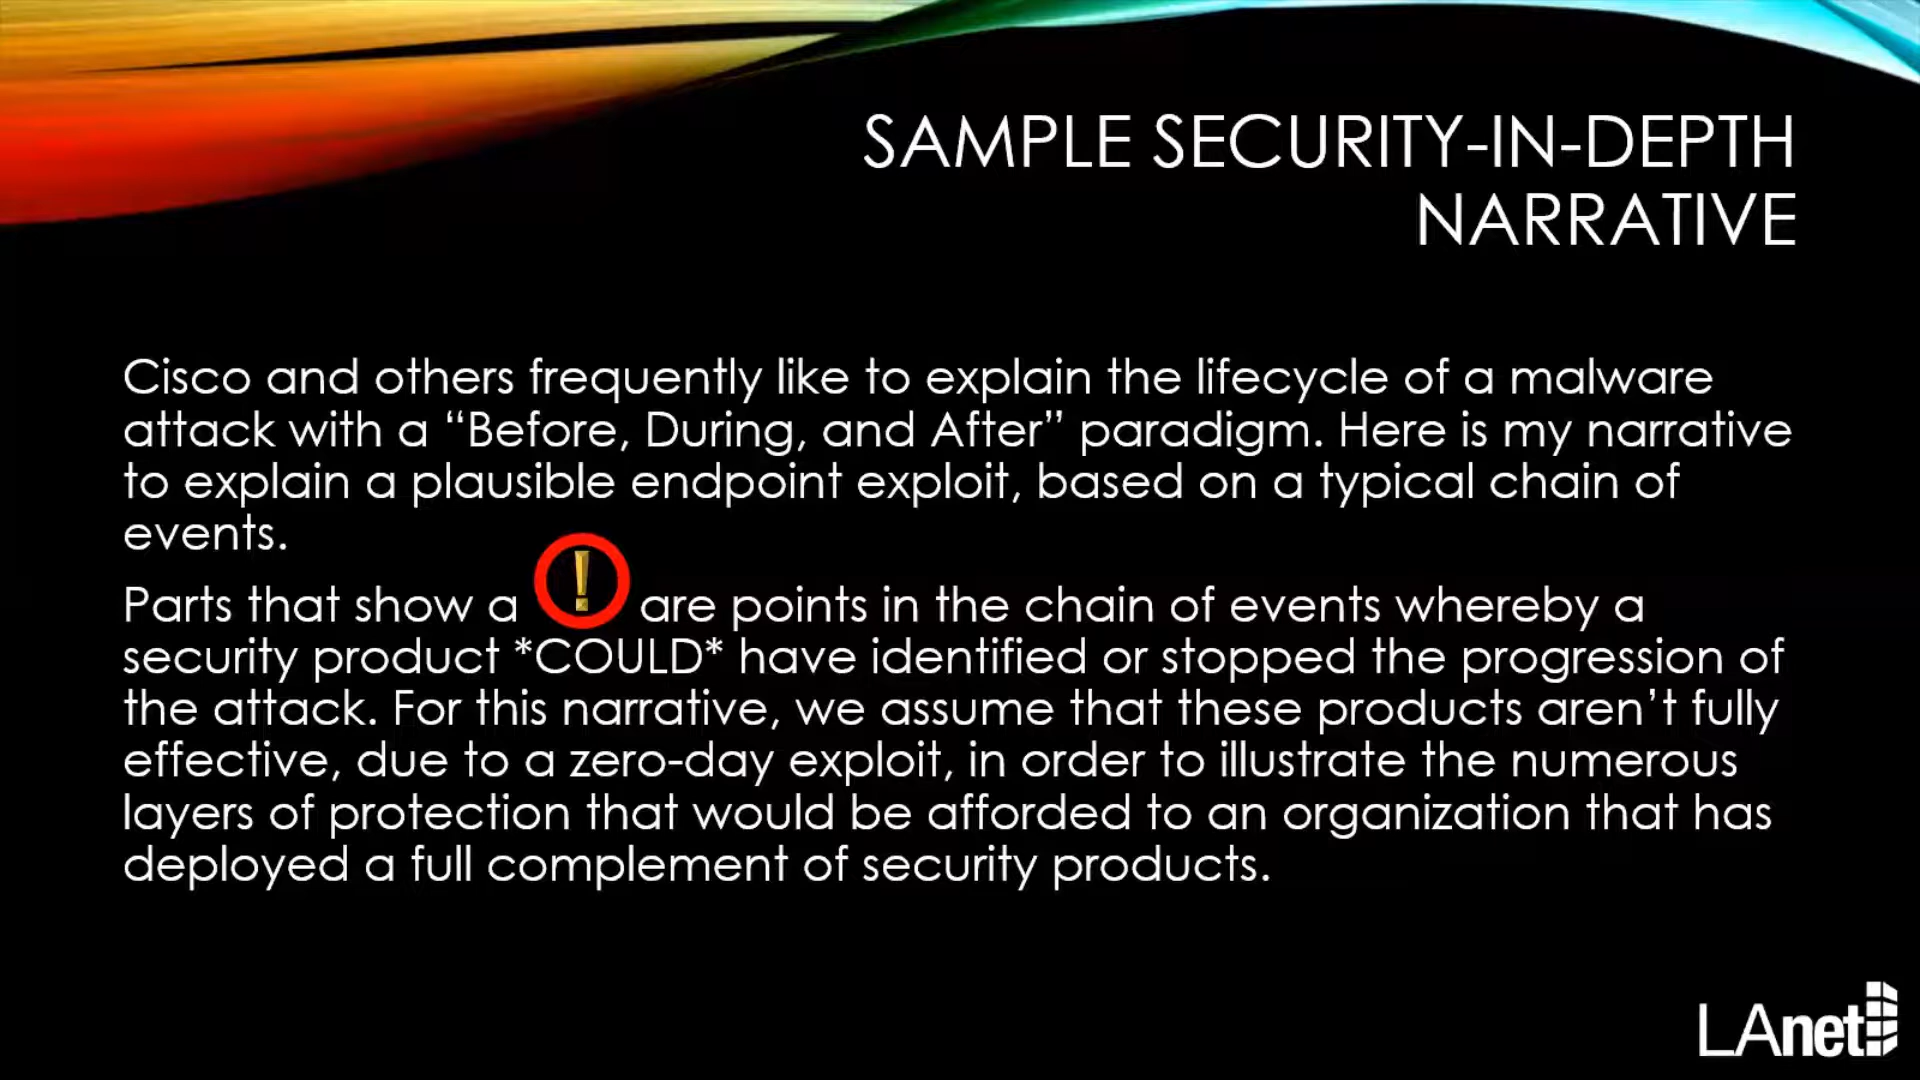 SAMPLE SECURITY-IN-DEPTH
NARRATIVE
Cisco and others frequently like to explain the lifecycle of a malware
attack with a “Before, During, and After” paradigm. Here is my narrative
to explain a plausible endpoint exploit, based on a typical chain of
events.
Parts that show a ! are points in the chain of events whereby a
security product *COULD* have identified or stopped the progression of
the attack. For this narrative, we assume that these products aren’t fully
effective, due to a zero-day exploit, in order to illustrate the numerous
layers of protection that would be afforded to an organization that has
deployed a full complement of security products.
LAnet